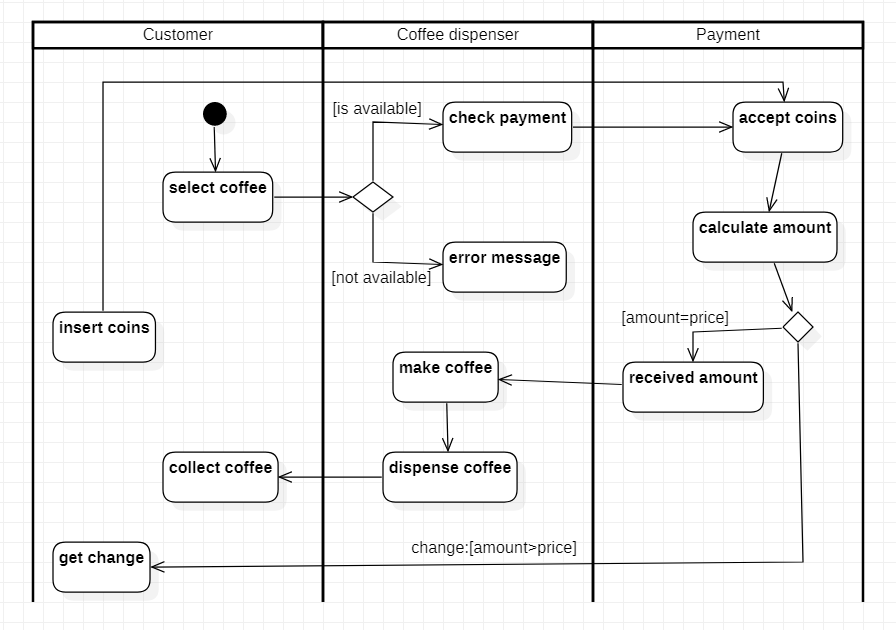 Customer
Coffee dispenser
Payment
[is available]
check payment
accept coins
select coffee
calculate amount
error message
[not available]
insert coins
[amount=price]
make coffee
received amount
collect coffee
dispense coffee
change:[amount>price]
get change